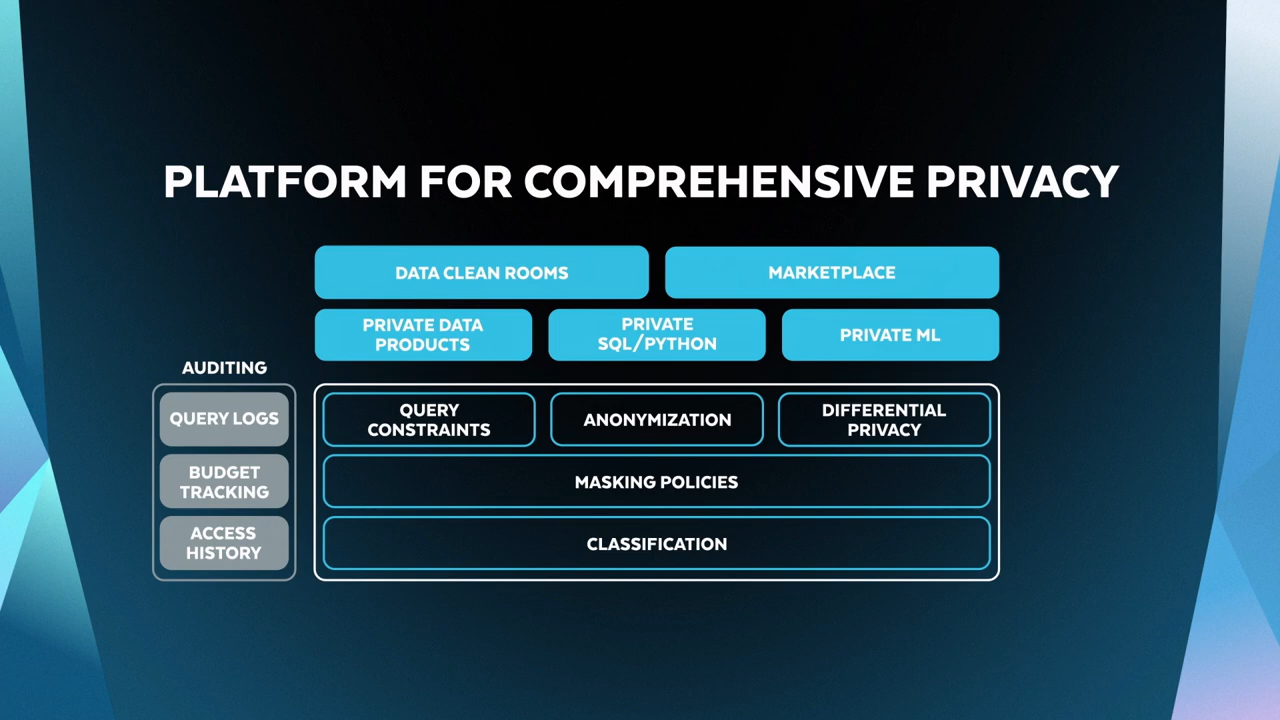 PLATFORM FOR COMPREHENSIVE PRIVACY
DATA CLEAN ROOMS
MARKETPLACE
PRIVATE DATA
PRODUCTS
PRIVATE
SQL/PYTHON
PRIVATE ML
AUDITING
QUERY LOGS
BUDGET
TRACKING
ACCESS
HISTORY
QUERY
CONSTRAINTS
ANONYMIZATION
DIFFERENTIAL
PRIVACY
MASKING POLICIES
CLASSIFICATION